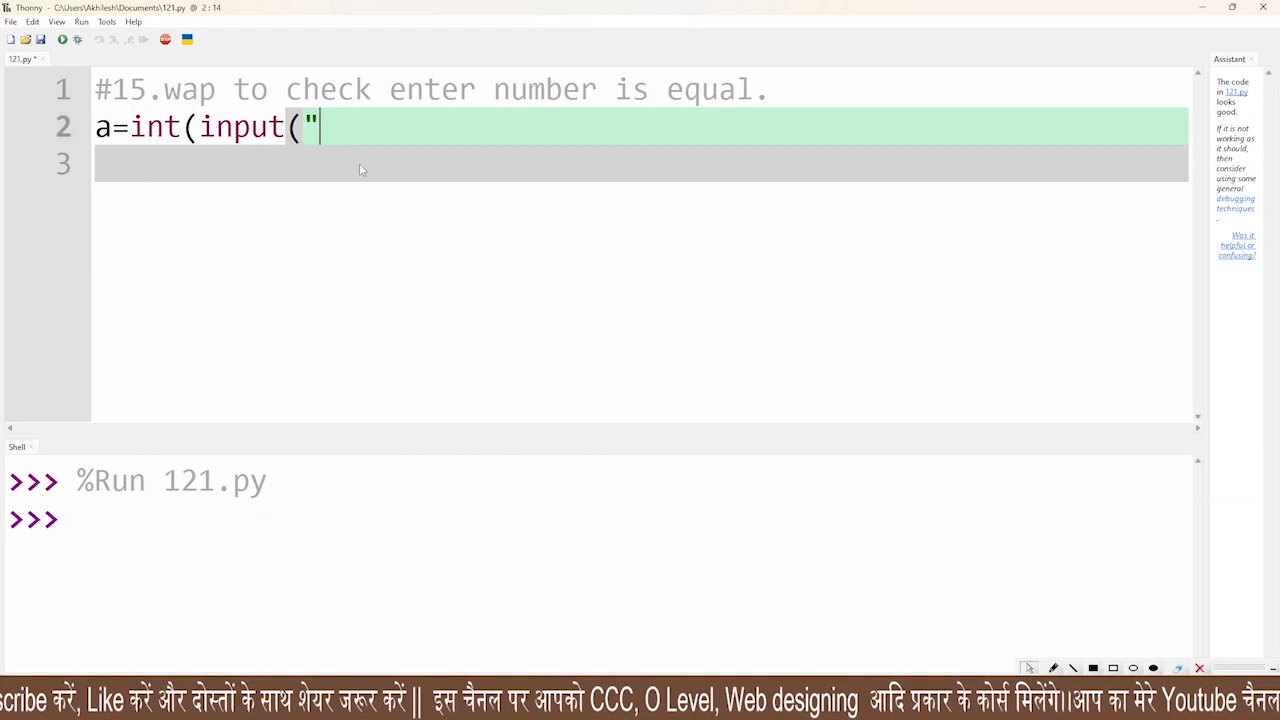 Thonny - C:\Users\Akhilesh\Documents\121.py @ 2:14
File Edit View Run Tools Help
121.py *
1 #15.wap to check enter number is equal.
2 a=int(input("
3
Assistant
The code
in 121.py
looks
good.
If it is not
working as
it should,
then
consider
using some
general
debugging
techniques
.
Was it
helpful or
confusing?
Shell
>>> %Run 121.py
>>>
scribe करें, Like करें और दोस्तों के साथ शेयर जरूर करें || इस चैनल पर आपको CCC, O Level, Web designing आदि प्रकार के कोर्स मिलेंगे।।आप का मेरे Youtube चैनल